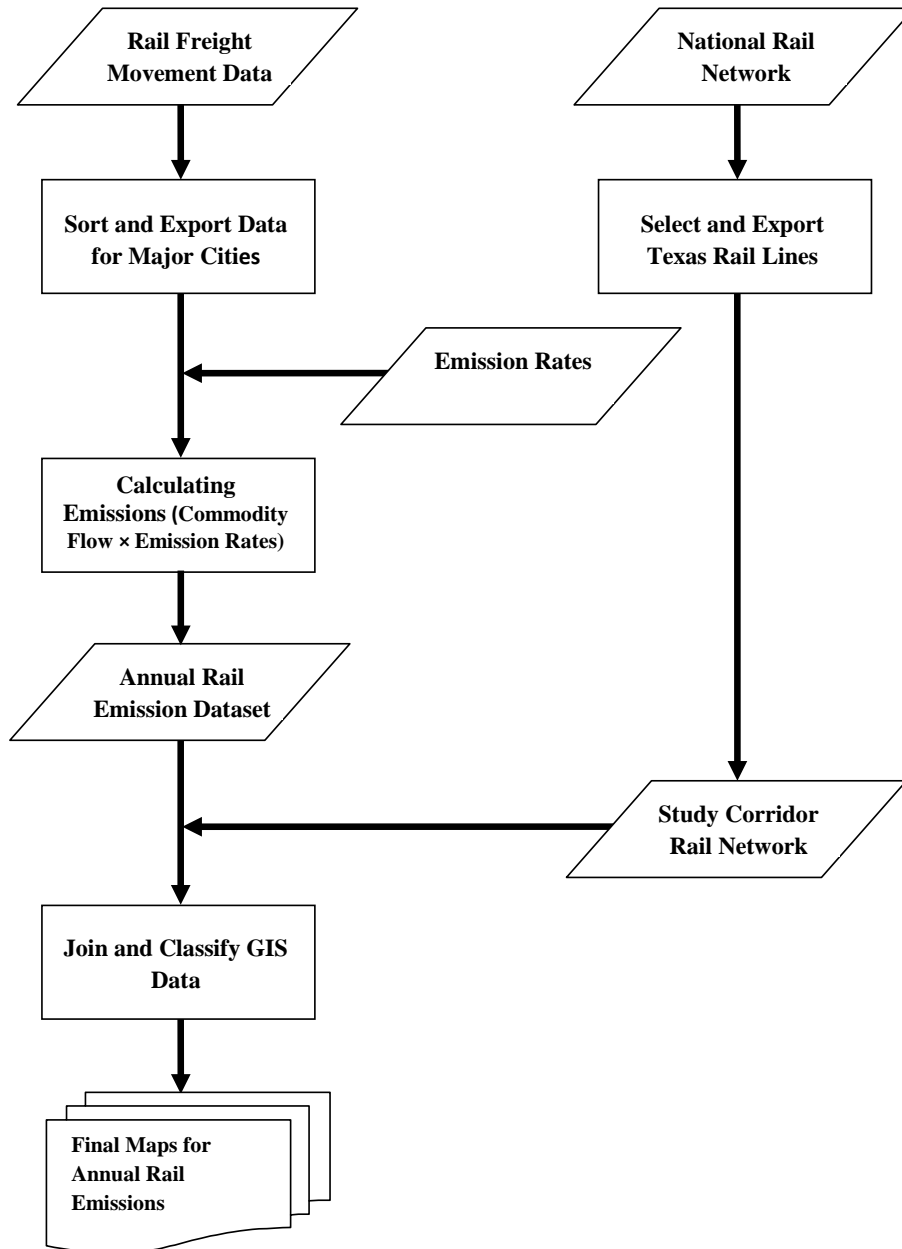 Rail Freight
Movement Data
National Rail
Network
Sort and Export Data
for Major Cities
Select and Export
Texas Rail Lines
Emission Rates
Calculating
Emissions (Commodity
Flow × Emission Rates)
Annual Rail
Emission Dataset
Study Corridor
Rail Network
Join and Classify GIS
Data
Final Maps for
Annual Rail
Emissions